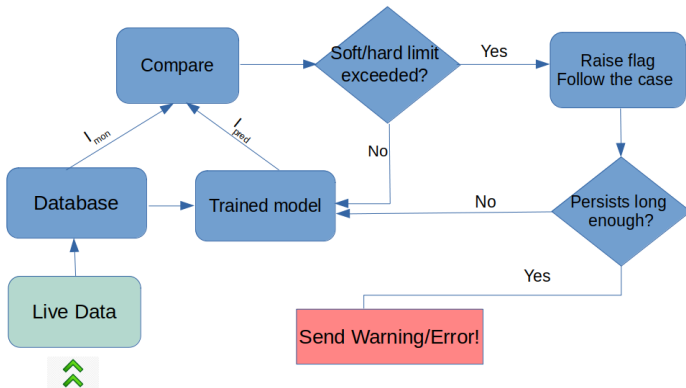 Compare
Soft/hard limit
exceeded?
Yes
Raise flag
Follow the case
I mon
I pred
No
Database
Trained model
No
Persists long
enough?
Live Data
Yes
Send Warning/Error!